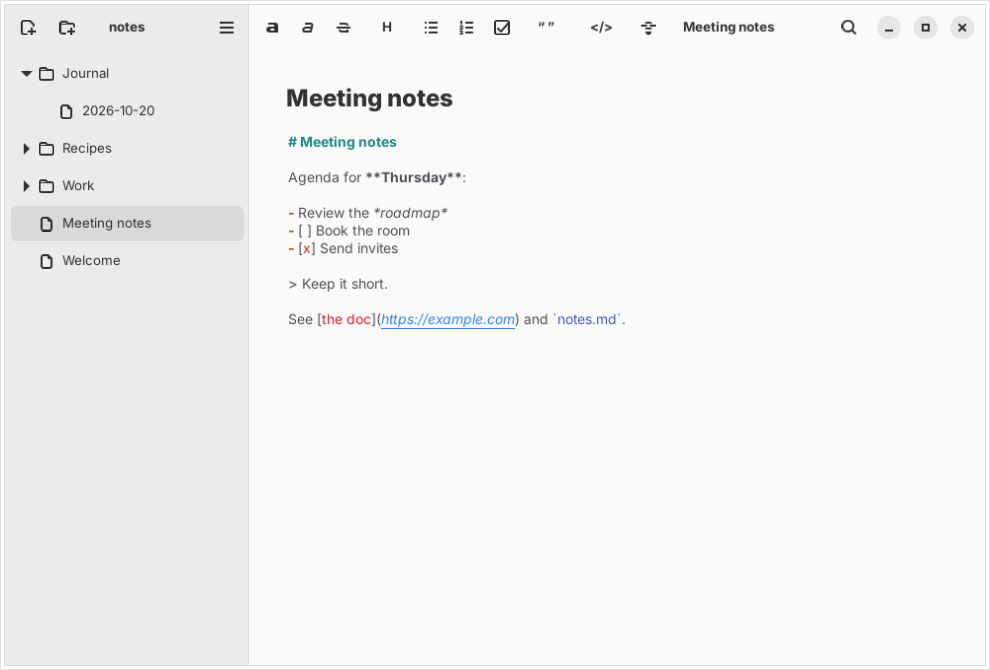 notes
a a S H “ ” </> Meeting notes
Journal
2026-10-20
Recipes
Work
Meeting notes
Welcome
Meeting notes
# Meeting notes
Agenda for **Thursday**:
- Review the *roadmap*
- [ ] Book the room
- [x] Send invites
> Keep it short.
See [the doc](https://example.com) and `notes.md`.